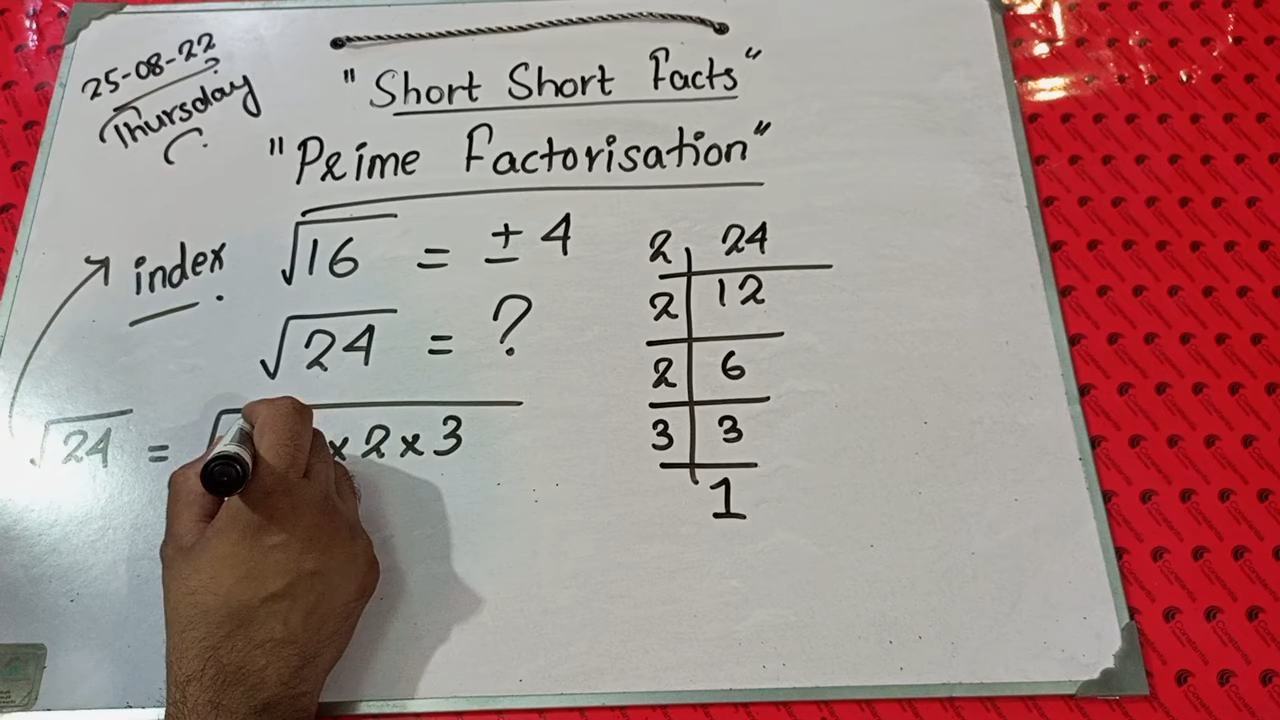 25-08-22
Thursday
"Short Short Facts"
"Prime Factorisation"
index.
√16 = ± 4
√24 = ?
√24 = √ × 2 × 3
2 | 24
2 | 12
2 | 6
3 | 3
1
Constantia